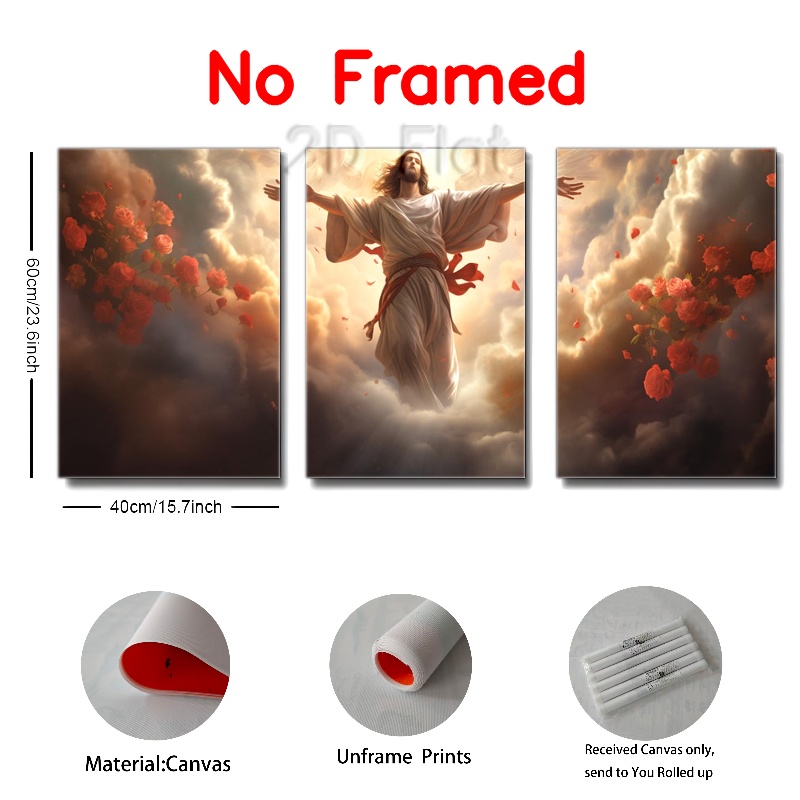 No Framed
2D Flat
60cm/23.6inch
40cm/15.7inch
Material:Canvas
Unframe Prints
Received Canvas only,
send to You Rolled up